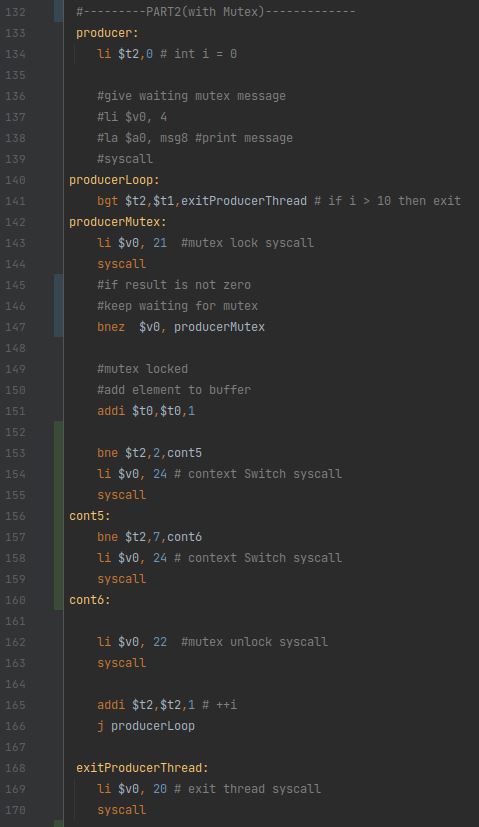 132 #---------PART2(with Mutex)-------------
133 producer:
134 li $t2,0 # int i = 0
135
136 #give waiting mutex message
137 #li $v0, 4
138 #la $a0, msg8 #print message
139 #syscall
140 producerLoop:
141 bgt $t2,$t1,exitProducerThread # if i > 10 then exit
142 producerMutex:
143 li $v0, 21  #mutex lock syscall
144 syscall
145 #if result is not zero
146 #keep waiting for mutex
147 bnez  $v0, producerMutex
148
149 #mutex locked
150 #add element to buffer
151 addi $t0,$t0,1
152
153 bne $t2,2,cont5
154 li $v0, 24 # context Switch syscall
155 syscall
156 cont5:
157 bne $t2,7,cont6
158 li $v0, 24 # context Switch syscall
159 syscall
160 cont6:
161
162 li $v0, 22  #mutex unlock syscall
163 syscall
164
165 addi $t2,$t2,1 # ++i
166 j producerLoop
167
168 exitProducerThread:
169 li $v0, 20 # exit thread syscall
170 syscall